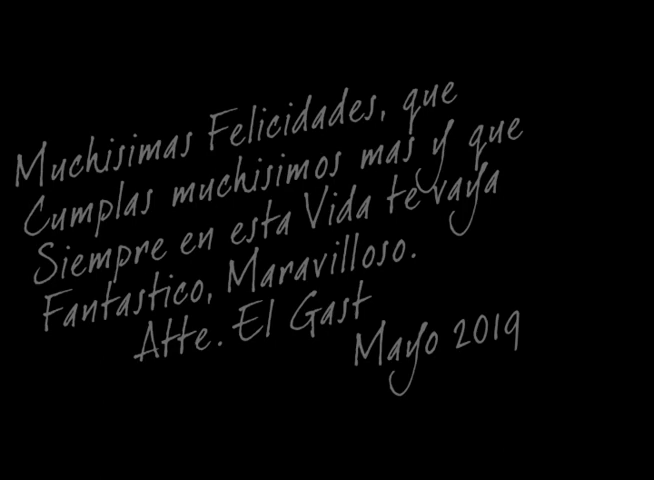 Muchisimas Felicidades, que
Cumplas muchisimos mas y que
Siempre en esta Vida te vaya
Fantastico, Maravilloso.
Atte. El Gast
Mayo 2019